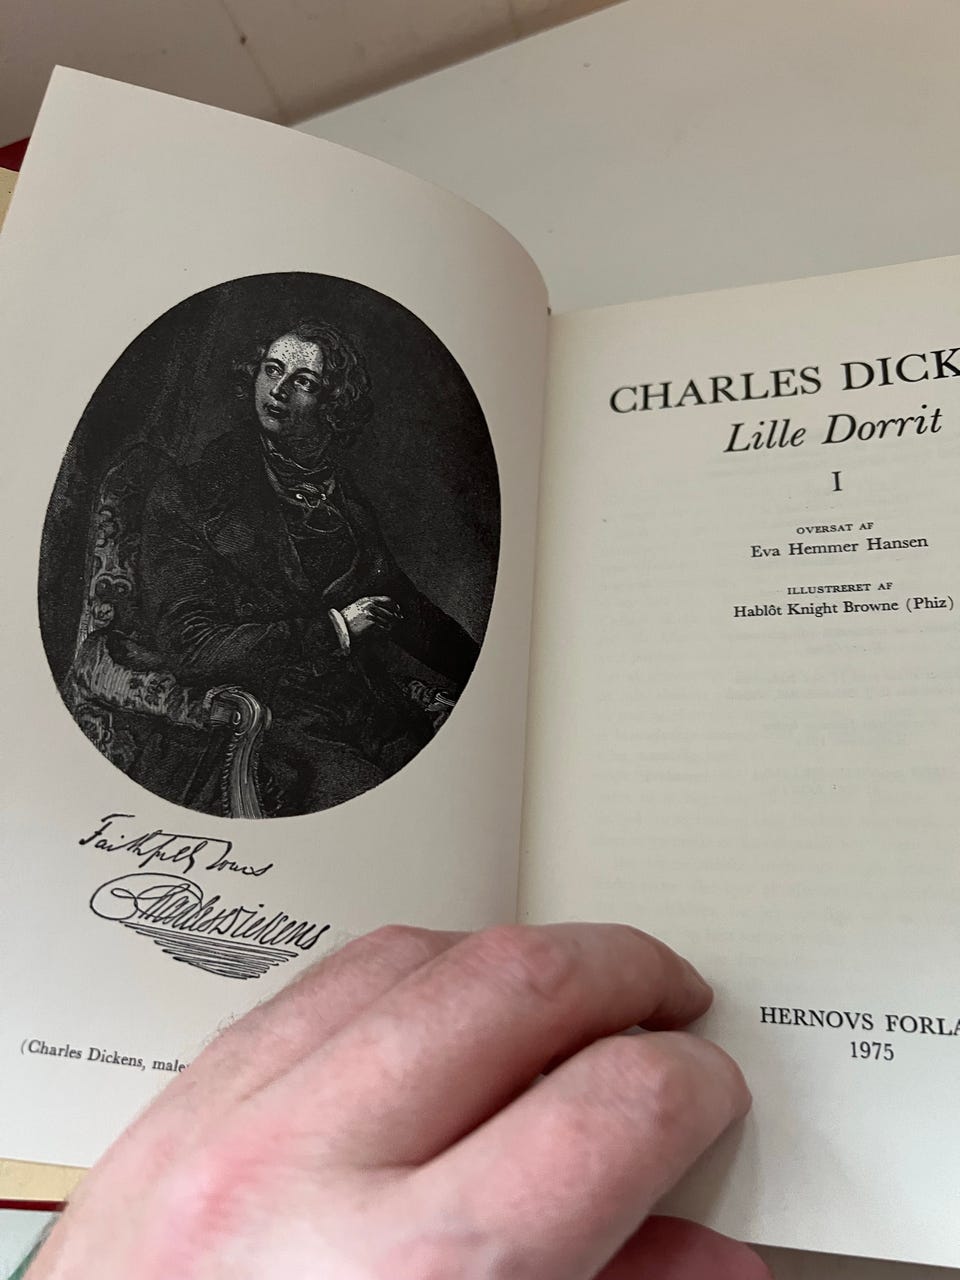 Faithfully Yours
Charles Dickens
(Charles Dickens, male
CHARLES DICK
Lille Dorrit
I
OVERSAT AF
Eva Hemmer Hansen
ILLUSTRERET AF
Hablôt Knight Browne (Phiz)
HERNOVS FORLA
1975